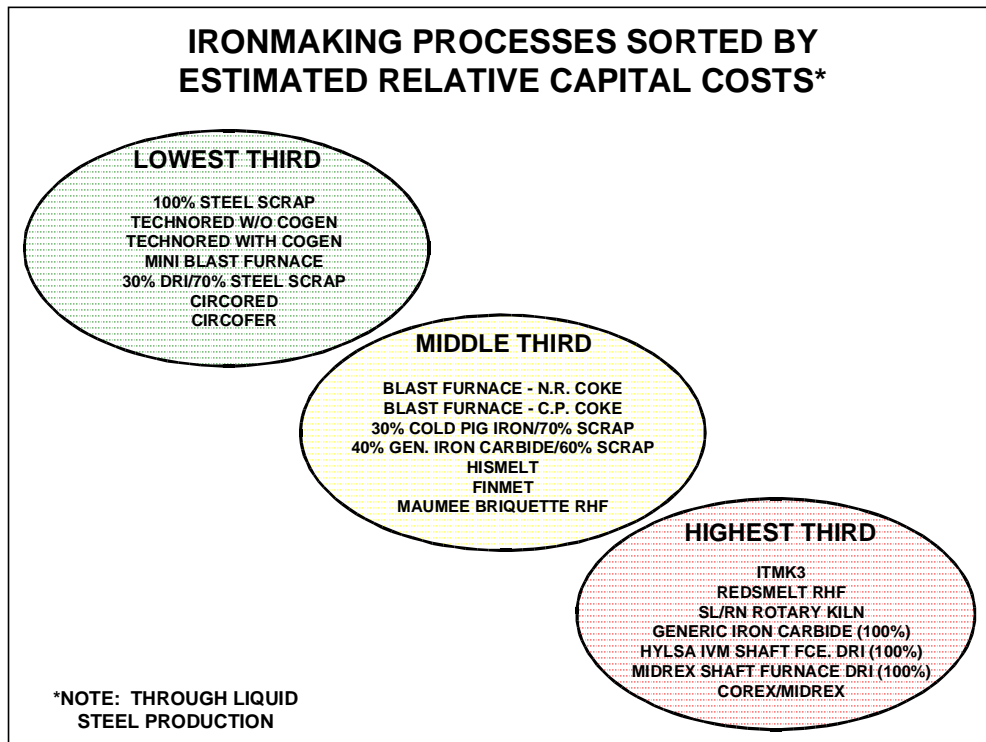 IRONMAKING PROCESSES SORTED BY
ESTIMATED RELATIVE CAPITAL COSTS*
LOWEST THIRD
100% STEEL SCRAP
TECHNORED W/O COGEN
TECHNORED WITH COGEN
MINI BLAST FURNACE
30% DRI/70% STEEL SCRAP
CIRCORED
CIRCOFER
MIDDLE THIRD
BLAST FURNACE - N.R. COKE
BLAST FURNACE - C.P. COKE
30% COLD PIG IRON/70% SCRAP
40% GEN. IRON CARBIDE/60% SCRAP
HISMELT
FINMET
MAUMEE BRIQUETTE RHF
HIGHEST THIRD
ITMK3
REDSMELT RHF
SL/RN ROTARY KILN
GENERIC IRON CARBIDE (100%)
HYLSA IVM SHAFT FCE. DRI (100%)
MIDREX SHAFT FURNACE DRI (100%)
COREX/MIDREX
*NOTE: THROUGH LIQUID
STEEL PRODUCTION